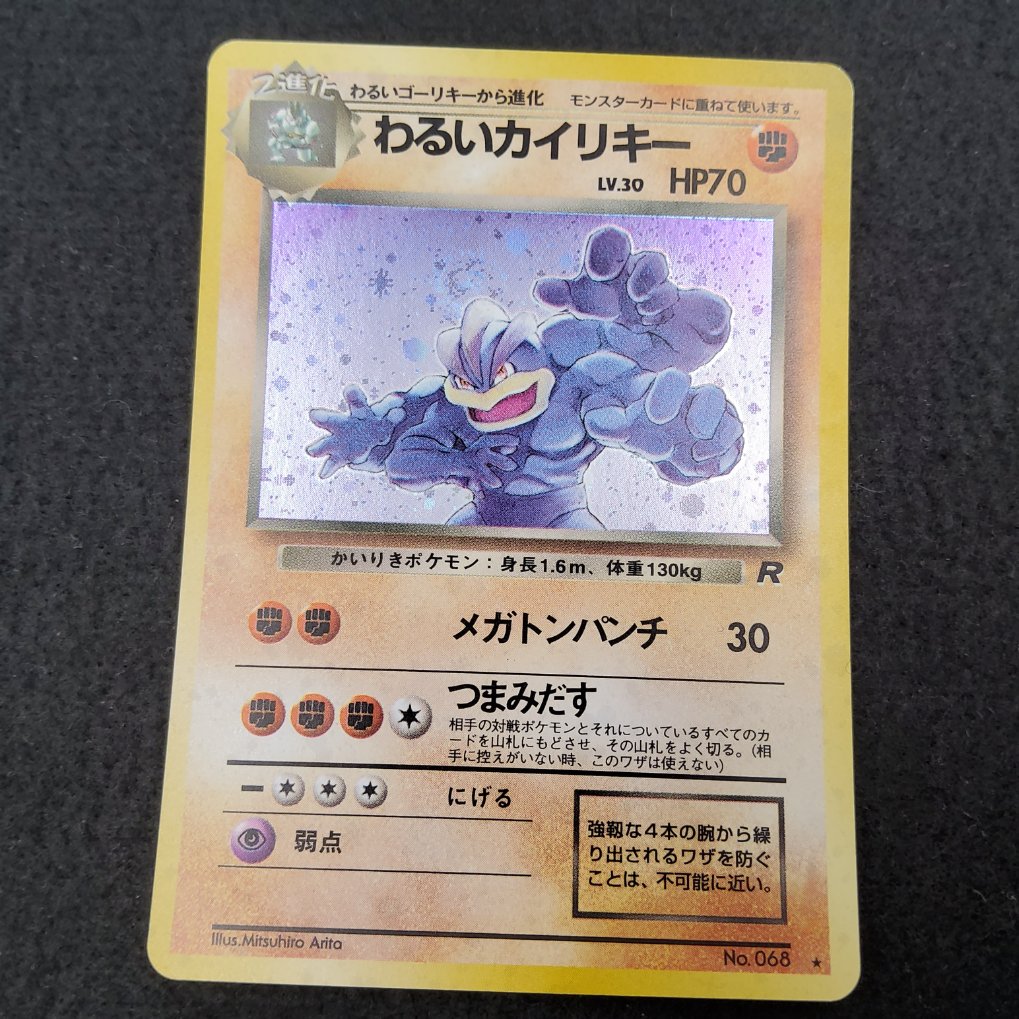 2進化
わるいゴーリキーから進化 モンスターカードに重ねて使います。
わるいカイリキー
LV.30 HP70
かいりきポケモン：身長1.6m、体重130kg
R
メガトンパンチ 30
つまみだす
相手の対戦ポケモンとそれについているすべてのカ
ードを山札にもどさせ、その山札をよく切る。（相
手に控えがいない時、このワザは使えない）
にげる
弱点
強靱な４本の腕から繰
り出されるワザを防ぐ
ことは、不可能に近い。
Illus.Mitsuhiro Arita
No.068 ★